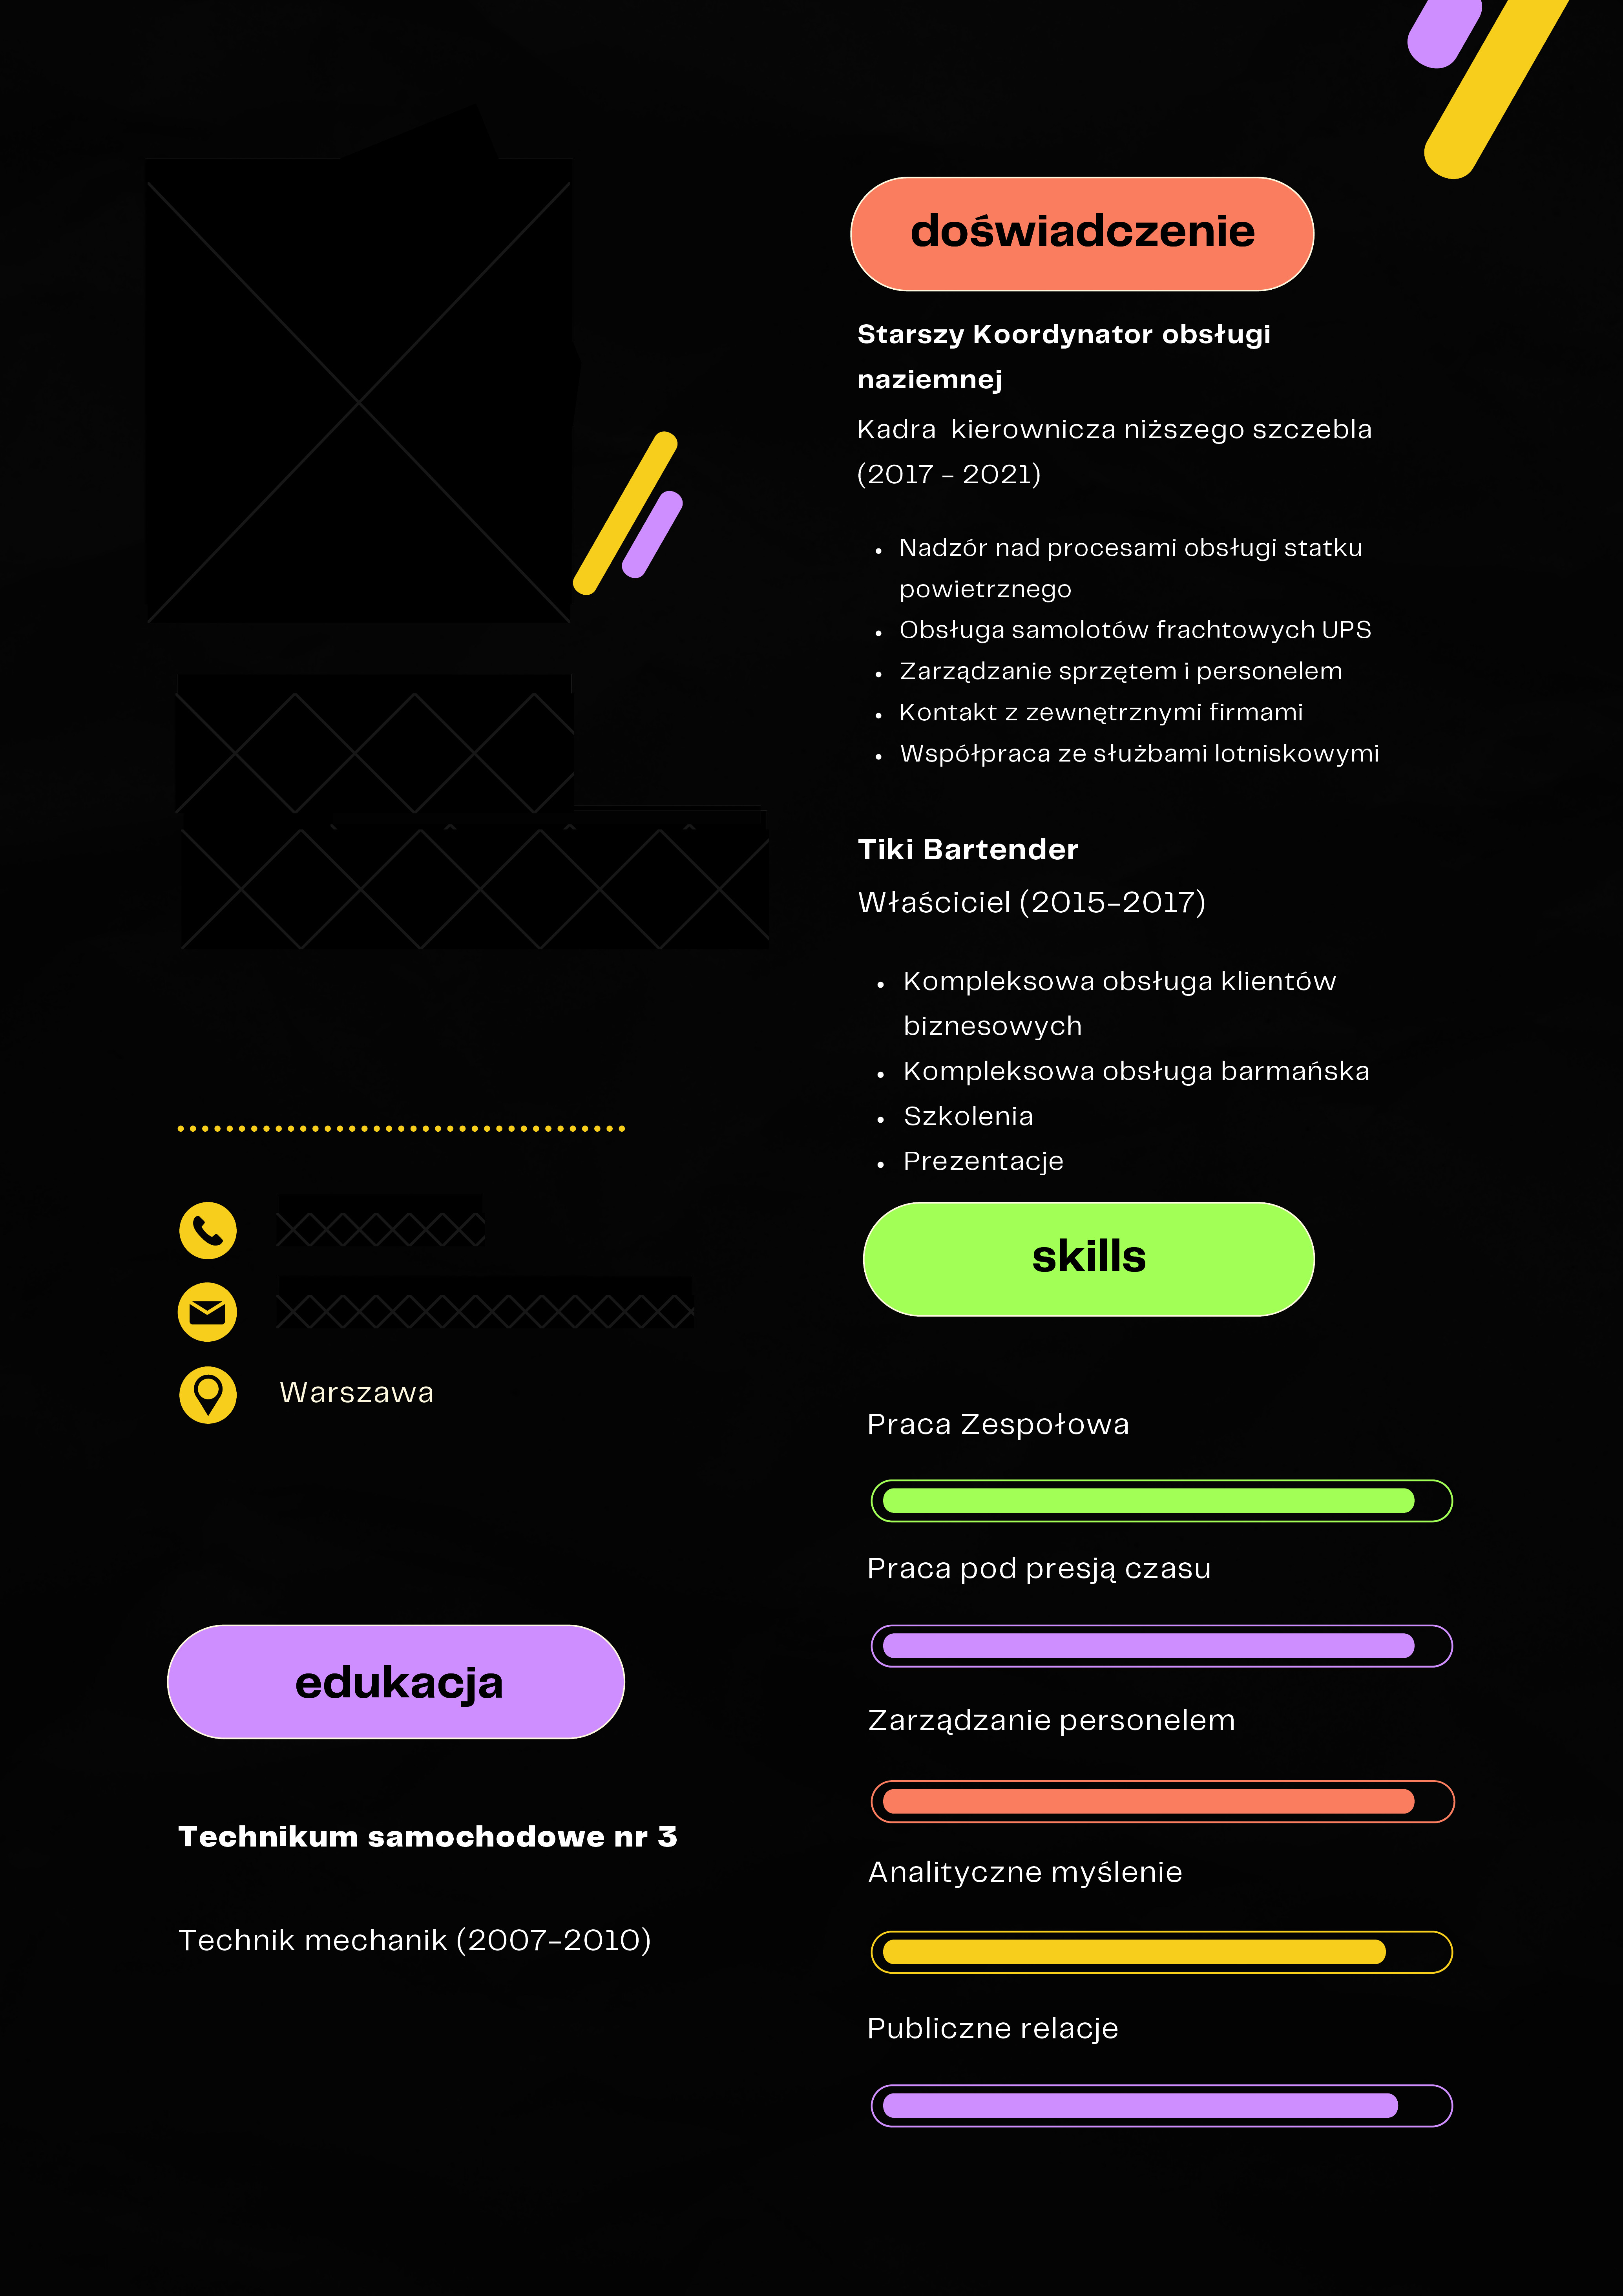 doświadczenie
Starszy Koordynator obsługi
naziemnej
Kadra kierownicza niższego szczebla
(2017 - 2021)
• Nadzór nad procesami obsługi statku
powietrznego
• Obsługa samolotów frachtowych UPS
• Zarządzanie sprzętem i personelem
• Kontakt z zewnętrznymi firmami
• Współpraca ze służbami lotniskowymi
Tiki Bartender
Właściciel (2015-2017)
• Kompleksowa obsługa klientów
biznesowych
• Kompleksowa obsługa barmańska
• Szkolenia
• Prezentacje
Warszawa
edukacja
Technikum samochodowe nr 3
Technik mechanik (2007-2010)
skills
Praca Zespołowa
Praca pod presją czasu
Zarządzanie personelem
Analityczne myślenie
Publiczne relacje